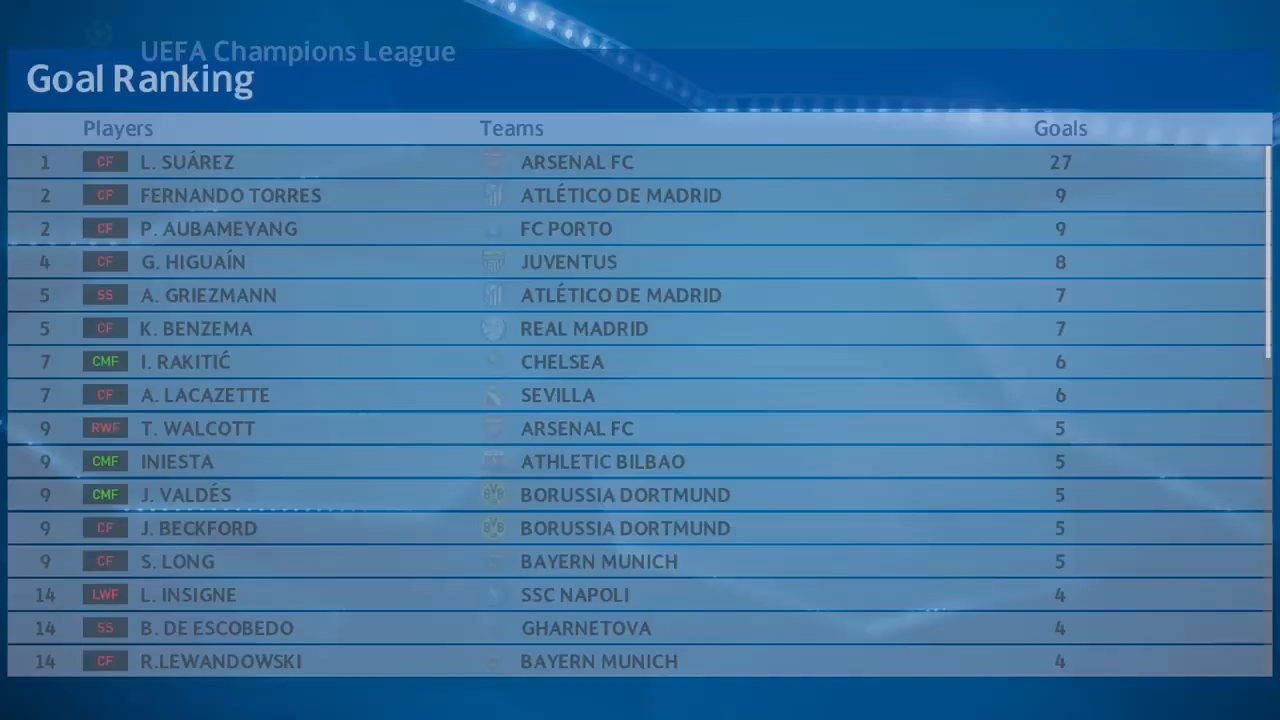 UEFA Champions League
Goal Ranking
Players Teams Goals
1 CF L. SUÁREZ ARSENAL FC 27
2 CF FERNANDO TORRES ATLÉTICO DE MADRID 9
2 CF P. AUBAMEYANG FC PORTO 9
4 CF G. HIGUAÍN JUVENTUS 8
5 SS A. GRIEZMANN ATLÉTICO DE MADRID 7
5 CF K. BENZEMA REAL MADRID 7
7 CMF I. RAKITIĆ CHELSEA 6
7 CF A. LACAZETTE SEVILLA 6
9 RWF T. WALCOTT ARSENAL FC 5
9 CMF INIESTA ATHLETIC BILBAO 5
9 CMF J. VALDÉS BORUSSIA DORTMUND 5
9 CF J. BECKFORD BORUSSIA DORTMUND 5
9 CF S. LONG BAYERN MUNICH 5
14 LWF L. INSIGNE SSC NAPOLI 4
14 SS B. DE ESCOBEDO GHARNETOVA 4
14 CF R.LEWANDOWSKI BAYERN MUNICH 4